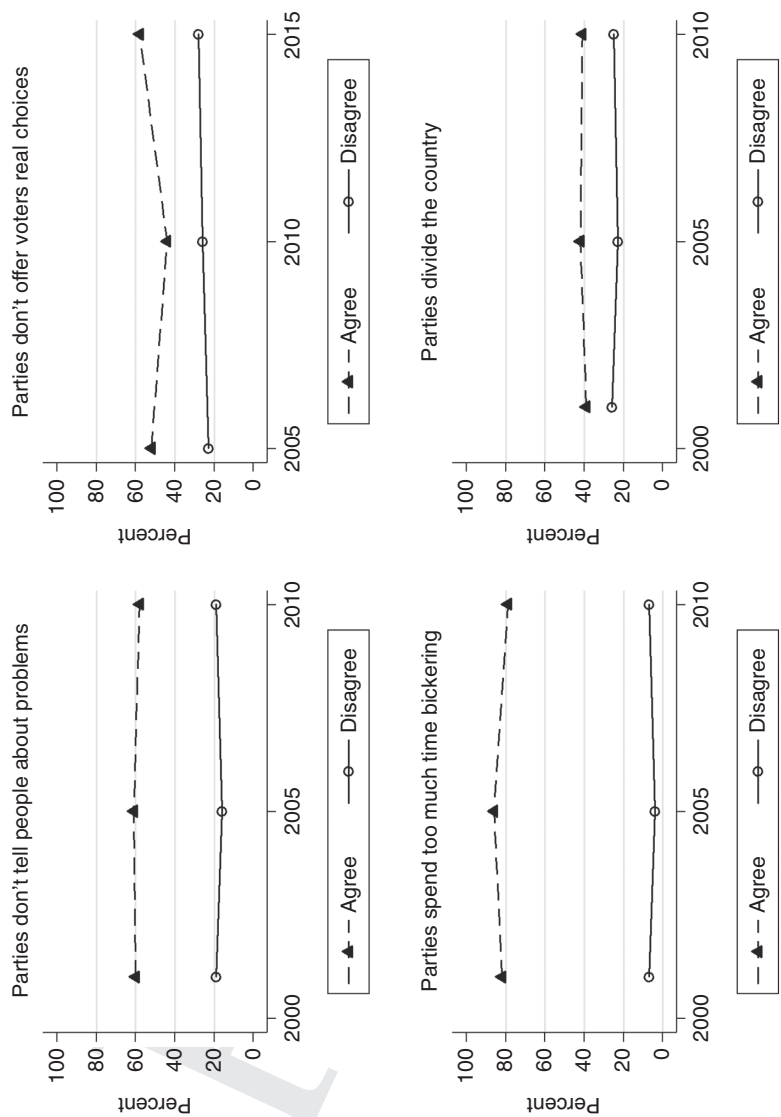 Parties don't tell people about problems
Percent
100
80
60
40
20
0
2000
2005
2010
Agree
Disagree
Parties don't offer voters real choices
Percent
100
80
60
40
20
0
2005
2010
2015
Agree
Disagree
Parties spend too much time bickering
Percent
100
80
60
40
20
0
2000
2005
2010
Agree
Disagree
Parties divide the country
Percent
100
80
60
40
20
0
2000
2005
2010
Agree
Disagree